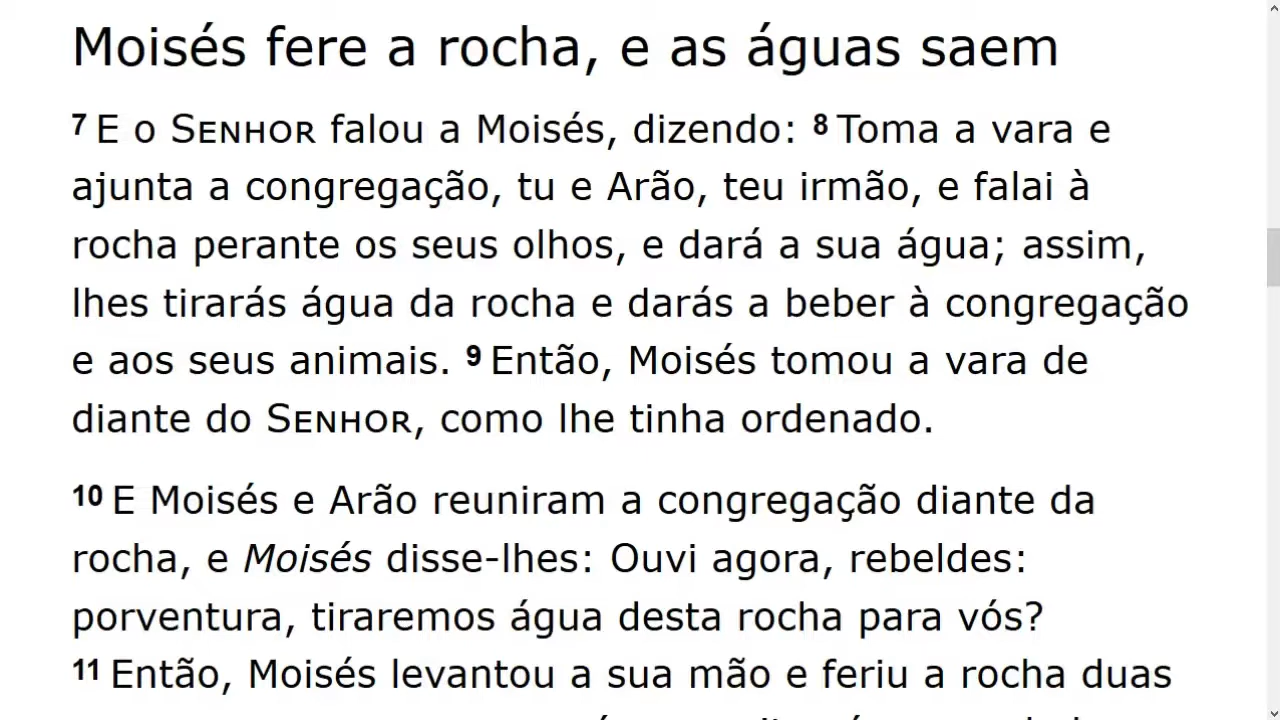 Moisés fere a rocha, e as águas saem
7 E o SENHOR falou a Moisés, dizendo: 8 Toma a vara e
ajunta a congregação, tu e Arão, teu irmão, e falai à
rocha perante os seus olhos, e dará a sua água; assim,
lhes tirarás água da rocha e darás a beber à congregação
e aos seus animais. 9 Então, Moisés tomou a vara de
diante do SENHOR, como lhe tinha ordenado.
10 E Moisés e Arão reuniram a congregação diante da
rocha, e Moisés disse-lhes: Ouvi agora, rebeldes:
porventura, tiraremos água desta rocha para vós?
11 Então, Moisés levantou a sua mão e feriu a rocha duas